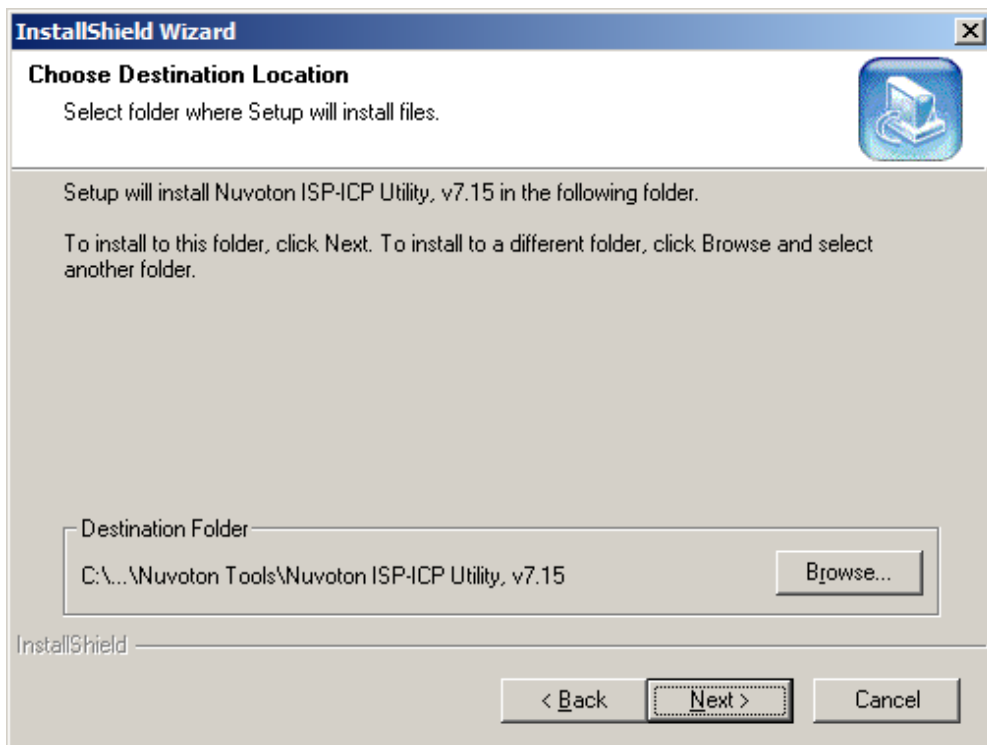 InstallShield Wizard
Choose Destination Location
Select folder where Setup will install files.
Setup will install Nuvoton ISP-ICP Utility, v7.15 in the following folder.
To install to this folder, click Next. To install to a different folder, click Browse and select
another folder.
Destination Folder
C:\...\Nuvoton Tools\Nuvoton ISP-ICP Utility, v7.15
Browse...
InstallShield
< Back
Next >
Cancel